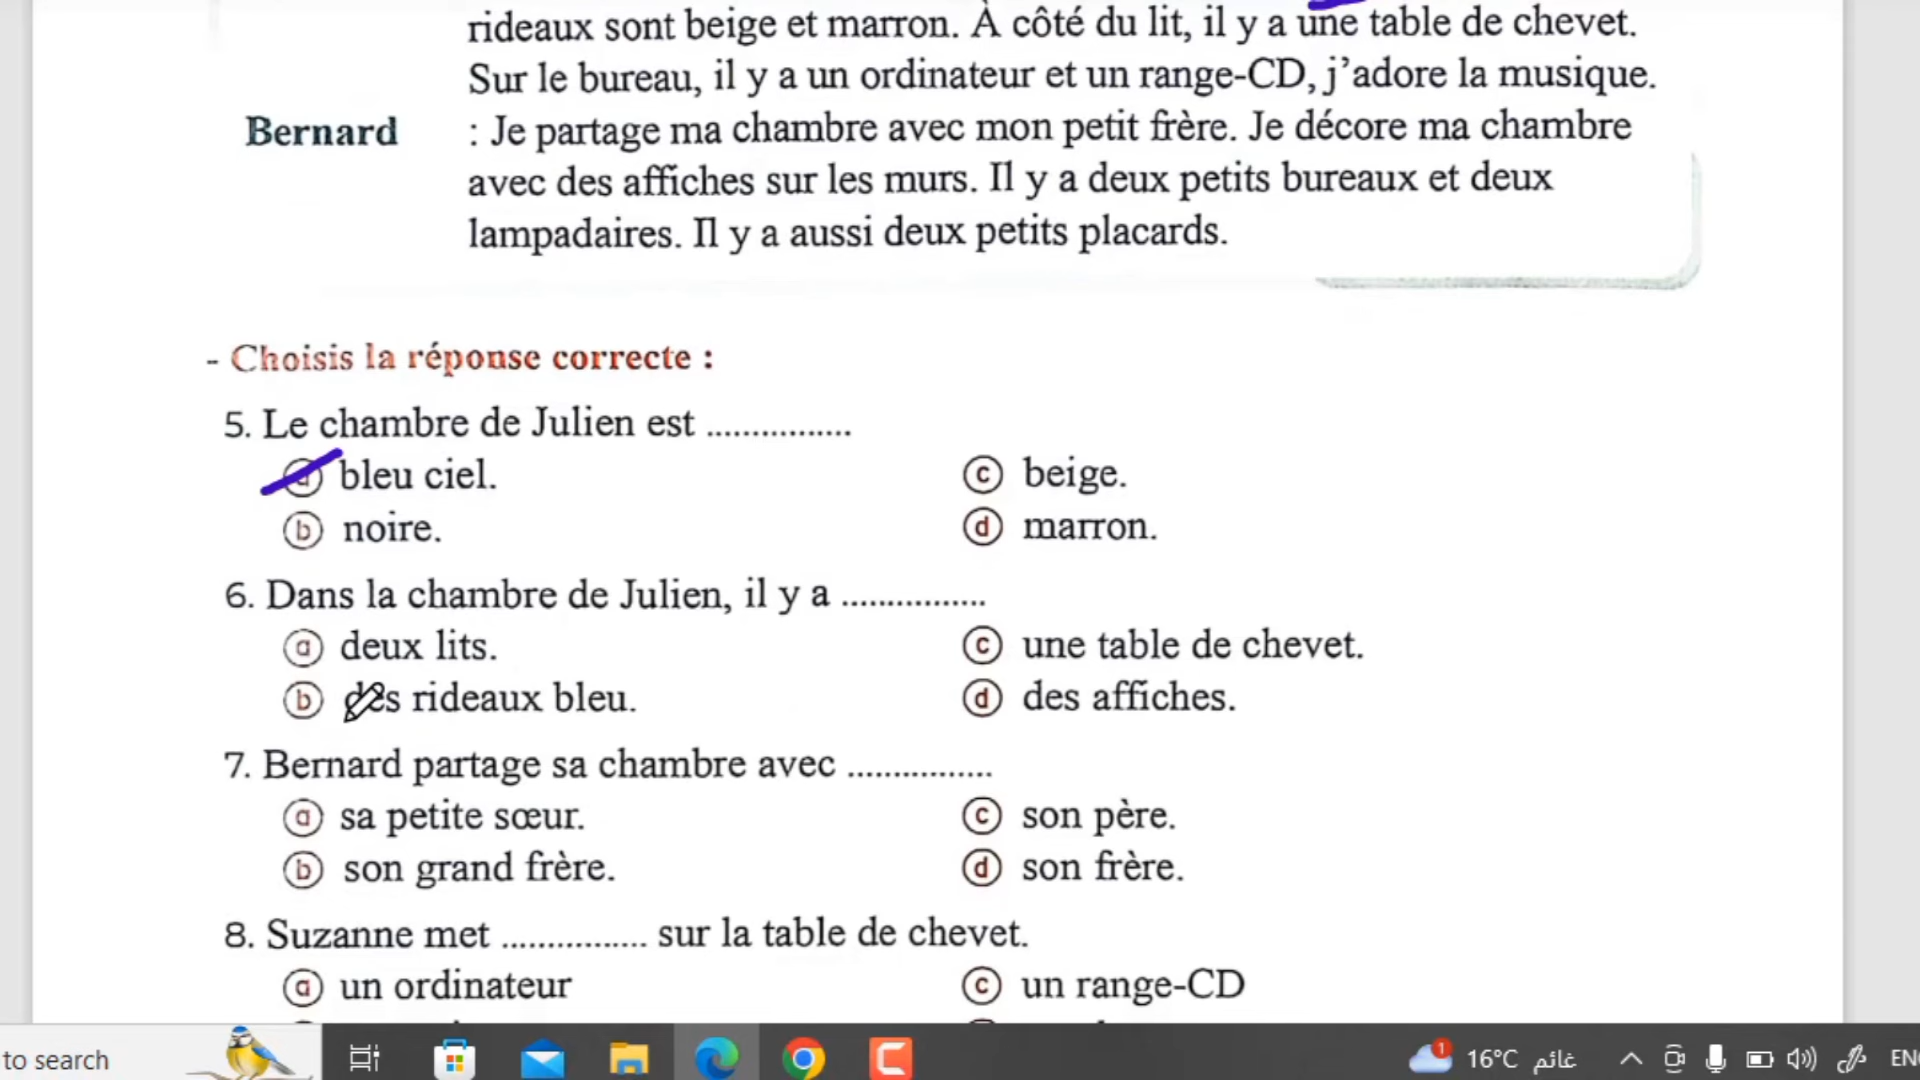 rideaux sont beige et marron. À côté du lit, il y a une table de chevet.
Sur le bureau, il y a un ordinateur et un range-CD, j'adore la musique.
Bernard : Je partage ma chambre avec mon petit frère. Je décore ma chambre
avec des affiches sur les murs. Il y a deux petits bureaux et deux
lampadaires. Il y a aussi deux petits placards.
- Choisis la réponse correcte :
5. Le chambre de Julien est ................
ⓐ bleu ciel.
ⓒ beige.
ⓑ noire.
ⓓ marron.
6. Dans la chambre de Julien, il y a ................
ⓐ deux lits.
ⓒ une table de chevet.
ⓑ des rideaux bleu.
ⓓ des affiches.
7. Bernard partage sa chambre avec ................
ⓐ sa petite sœur.
ⓒ son père.
ⓑ son grand frère.
ⓓ son frère.
8. Suzanne met ................ sur la table de chevet.
ⓐ un ordinateur
ⓒ un range-CD
to search
1 16°C غائم